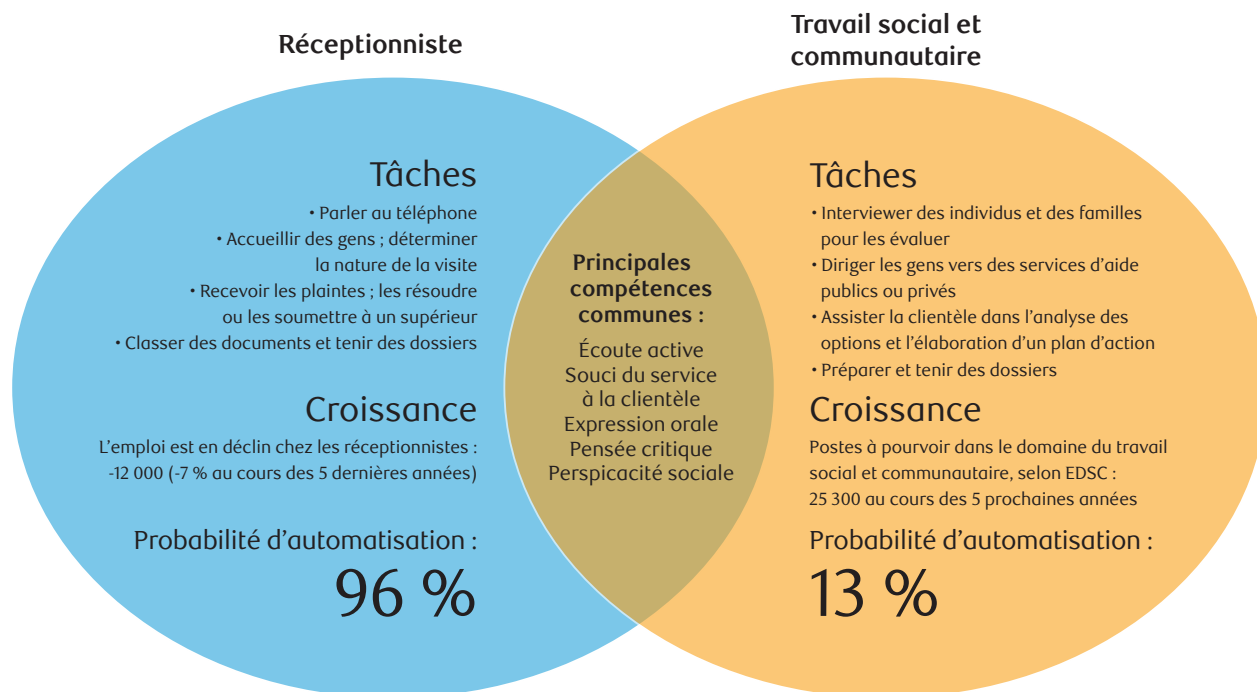 Réceptionniste
Tâches
• Parler au téléphone
• Accueillir des gens ; déterminer
la nature de la visite
• Recevoir les plaintes ; les résoudre
ou les soumettre à un supérieur
• Classer des documents et tenir des dossiers
Croissance
L'emploi est en déclin chez les réceptionnistes :
-12 000 (-7 % au cours des 5 dernières années)
Probabilité d'automatisation :
96 %
Principales
compétences
communes :
Écoute active
Souci du service
à la clientèle
Expression orale
Pensée critique
Perspicacité sociale
Travail social et
communautaire
Tâches
• Interviewer des individus et des familles
pour les évaluer
• Diriger les gens vers des services d'aide
publics ou privés
• Assister la clientèle dans l'analyse des
options et l'élaboration d'un plan d'action
• Préparer et tenir des dossiers
Croissance
Postes à pourvoir dans le domaine du travail
social et communautaire, selon EDSC :
25 300 au cours des 5 prochaines années
Probabilité d'automatisation :
13 %